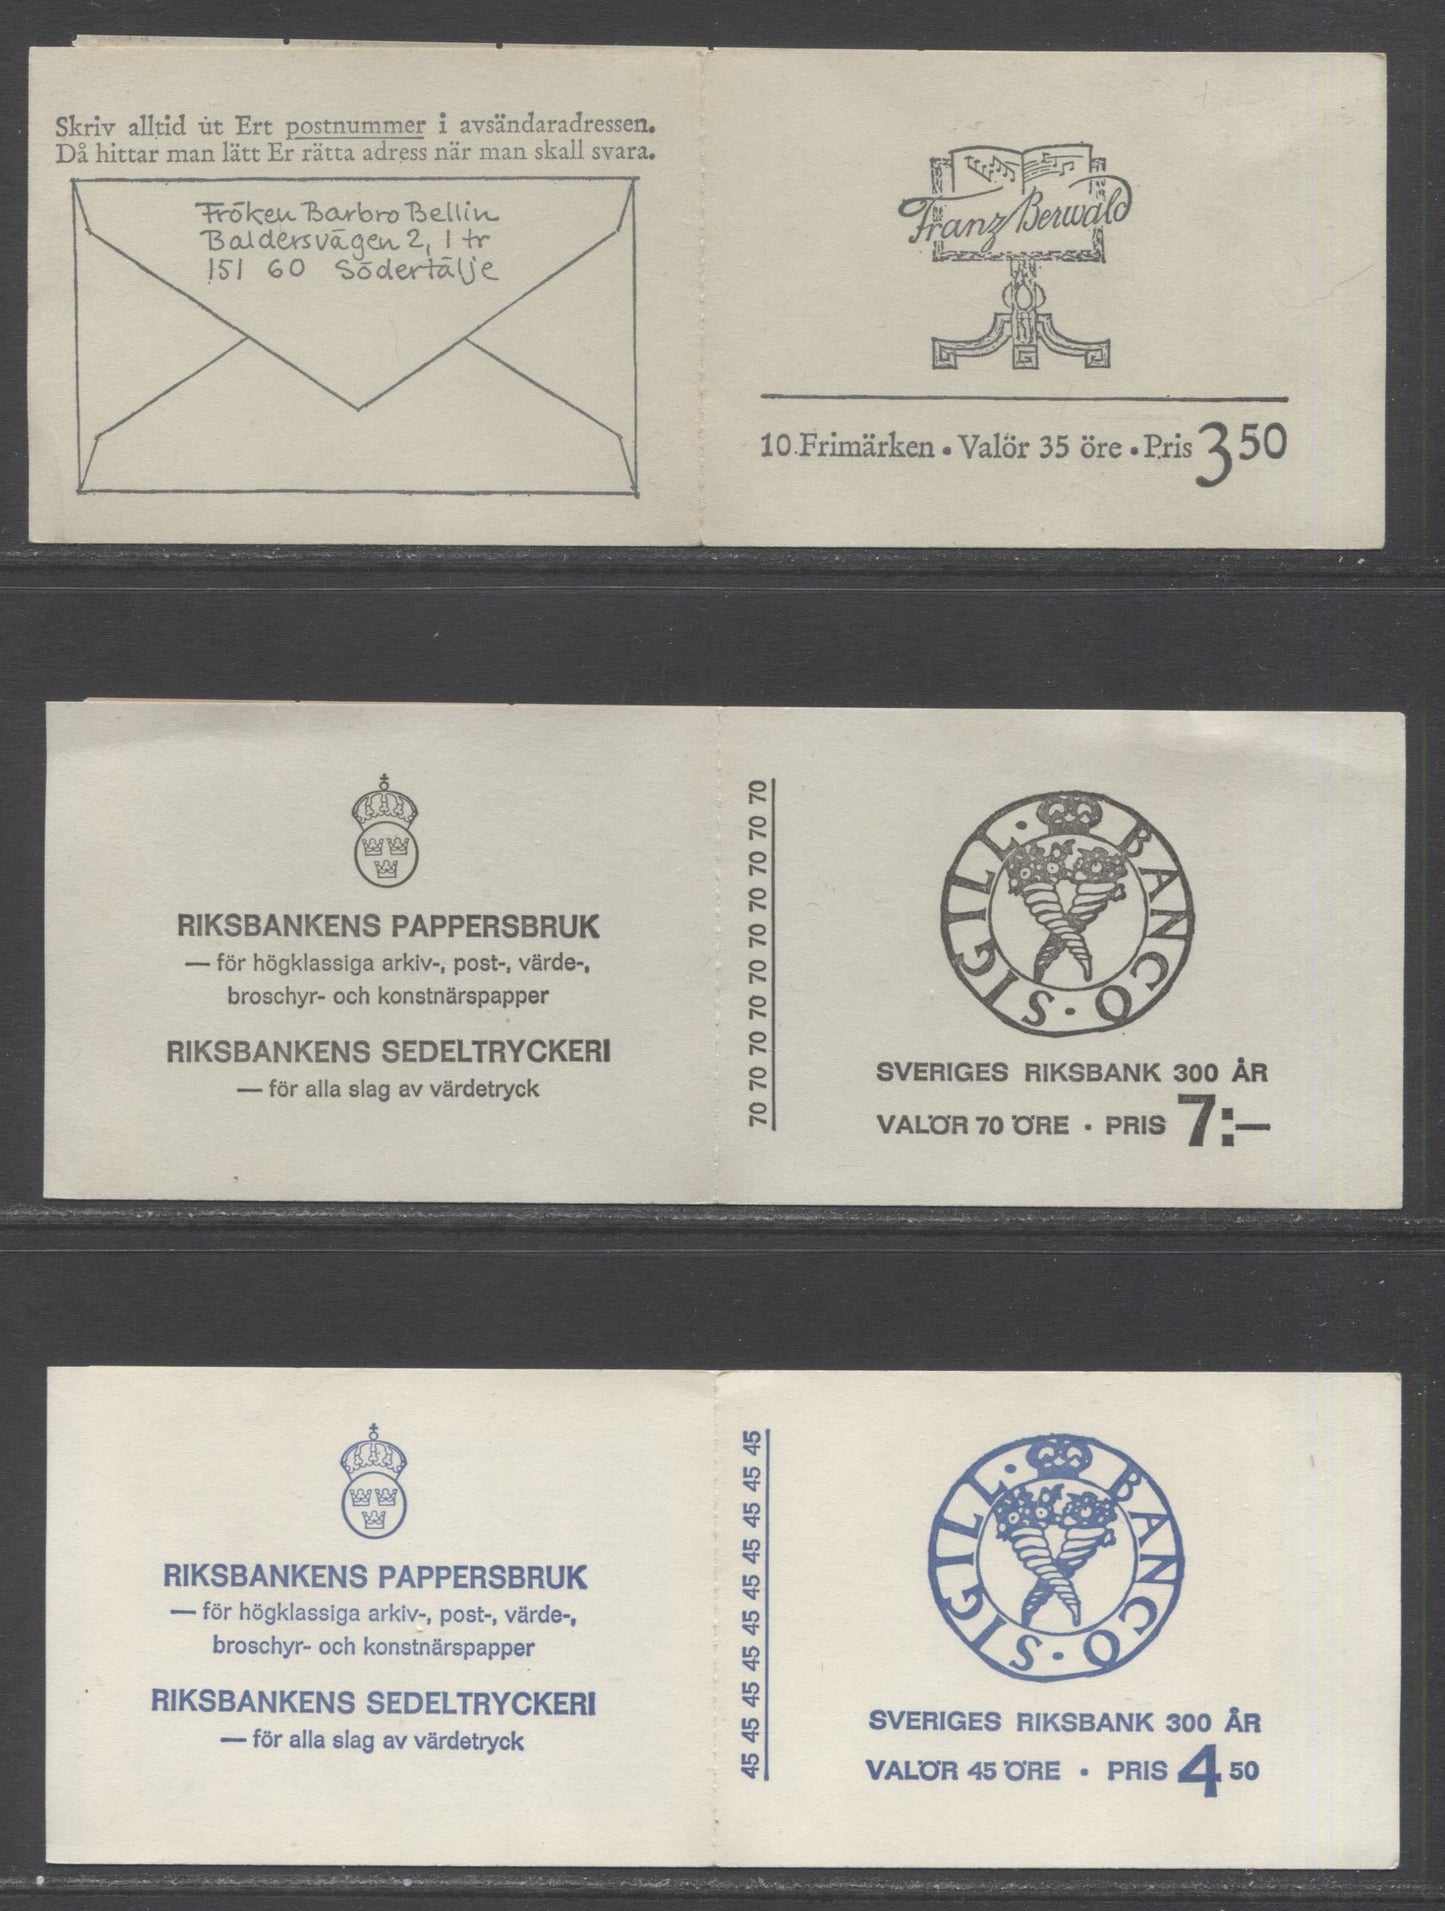 Skriv alltid ut Ert postnummer i avsändaradressen.
Då hittar man lätt Er rätta adress när man skall svara.
Fröken Barbro Bellin
Baldersvägen 2, 1 tr
151 60 Södertälje
Franz Berwald
10 Frimärken • Valör 35 öre • Pris 350
RIKSBANKENS PAPPERSBRUK
— för högklassiga arkiv-, post-, värde-,
broschyr- och konstnärspapper
RIKSBANKENS SEDELTRYCKERI
— för alla slag av värdetryck
70 70 70 70 70 70 70 70 70 70
BANCO · SIGILL ·
SVERIGES RIKSBANK 300 ÅR
VALÖR 70 ÖRE • PRIS 7:—
RIKSBANKENS PAPPERSBRUK
— för högklassiga arkiv-, post-, värde-,
broschyr- och konstnärspapper
RIKSBANKENS SEDELTRYCKERI
— för alla slag av värdetryck
45 45 45 45 45 45 45 45 45 45
BANCO · SIGILL ·
SVERIGES RIKSBANK 300 ÅR
VALÖR 45 ÖRE • PRIS 4 50